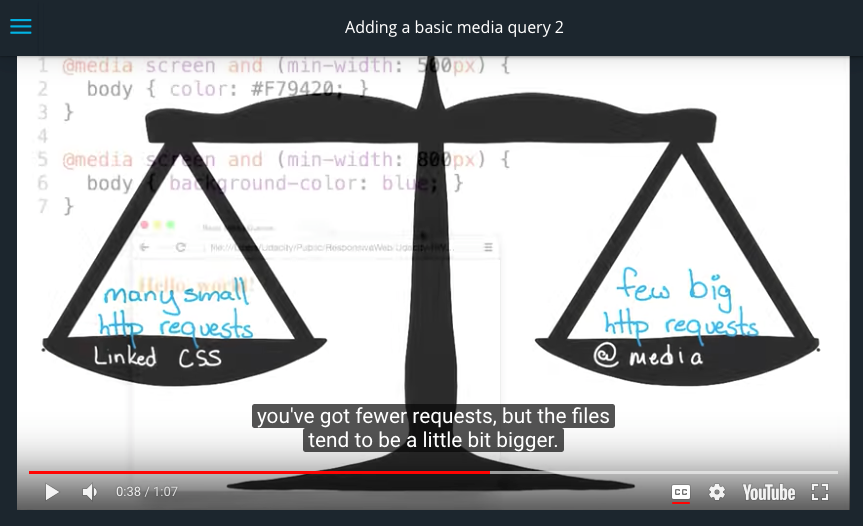 Adding a basic media query 2
1 @media screen and (min-width: 500px) {
2 body { color: #F79420; }
3 }
4
5 @media screen and (min-width: 800px) {
6 body { background-color: blue; }
7 }
Hello, world!
many small
http requests
Linked CSS
few big
http requests
@media
you've got fewer requests, but the files
tend to be a little bit bigger.
0:38 / 1:07
CC
YouTube